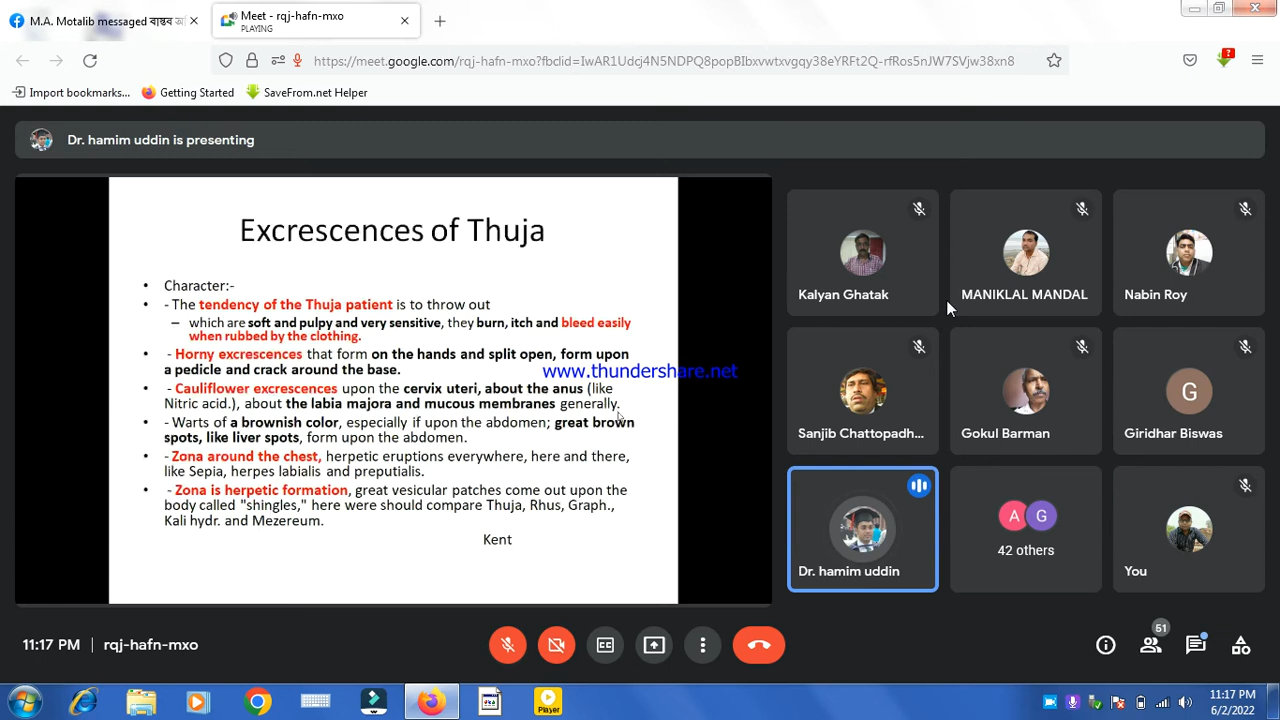 M.A. Motalib messaged বাস্তব অ
Meet - rqj-hafn-mxo
PLAYING
https://meet.google.com/rqj-hafn-mxo?fbclid=IwAR1Udcj4N5NDPQ8popBIbxvwtxvgqy38eYRFt2Q-rfRos5nJW7SVjw38xn8
Import bookmarks...
Getting Started
SaveFrom.net Helper
Dr. hamim uddin is presenting
Excrescences of Thuja
• Character:-
• - The tendency of the Thuja patient is to throw out
– which are soft and pulpy and very sensitive, they burn, itch and bleed easily
when rubbed by the clothing.
• - Horny excrescences that form on the hands and split open, form upon
a pedicle and crack around the base.
www.thundershare.net
• - Cauliflower excrescences upon the cervix uteri, about the anus (like
Nitric acid.), about the labia majora and mucous membranes generally.
• - Warts of a brownish color, especially if upon the abdomen; great brown
spots, like liver spots, form upon the abdomen.
• - Zona around the chest, herpetic eruptions everywhere, here and there,
like Sepia, herpes labialis and preputialis.
• - Zona is herpetic formation, great vesicular patches come out upon the
body called "shingles," here were should compare Thuja, Rhus, Graph.,
Kali hydr. and Mezereum.
Kent
Kalyan Ghatak
MANIKLAL MANDAL
Nabin Roy
Sanjib Chattopadh...
Gokul Barman
G
Giridhar Biswas
Dr. hamim uddin
A G
42 others
You
11:17 PM | rqj-hafn-mxo
CC
51
Player
11:17 PM
6/2/2022